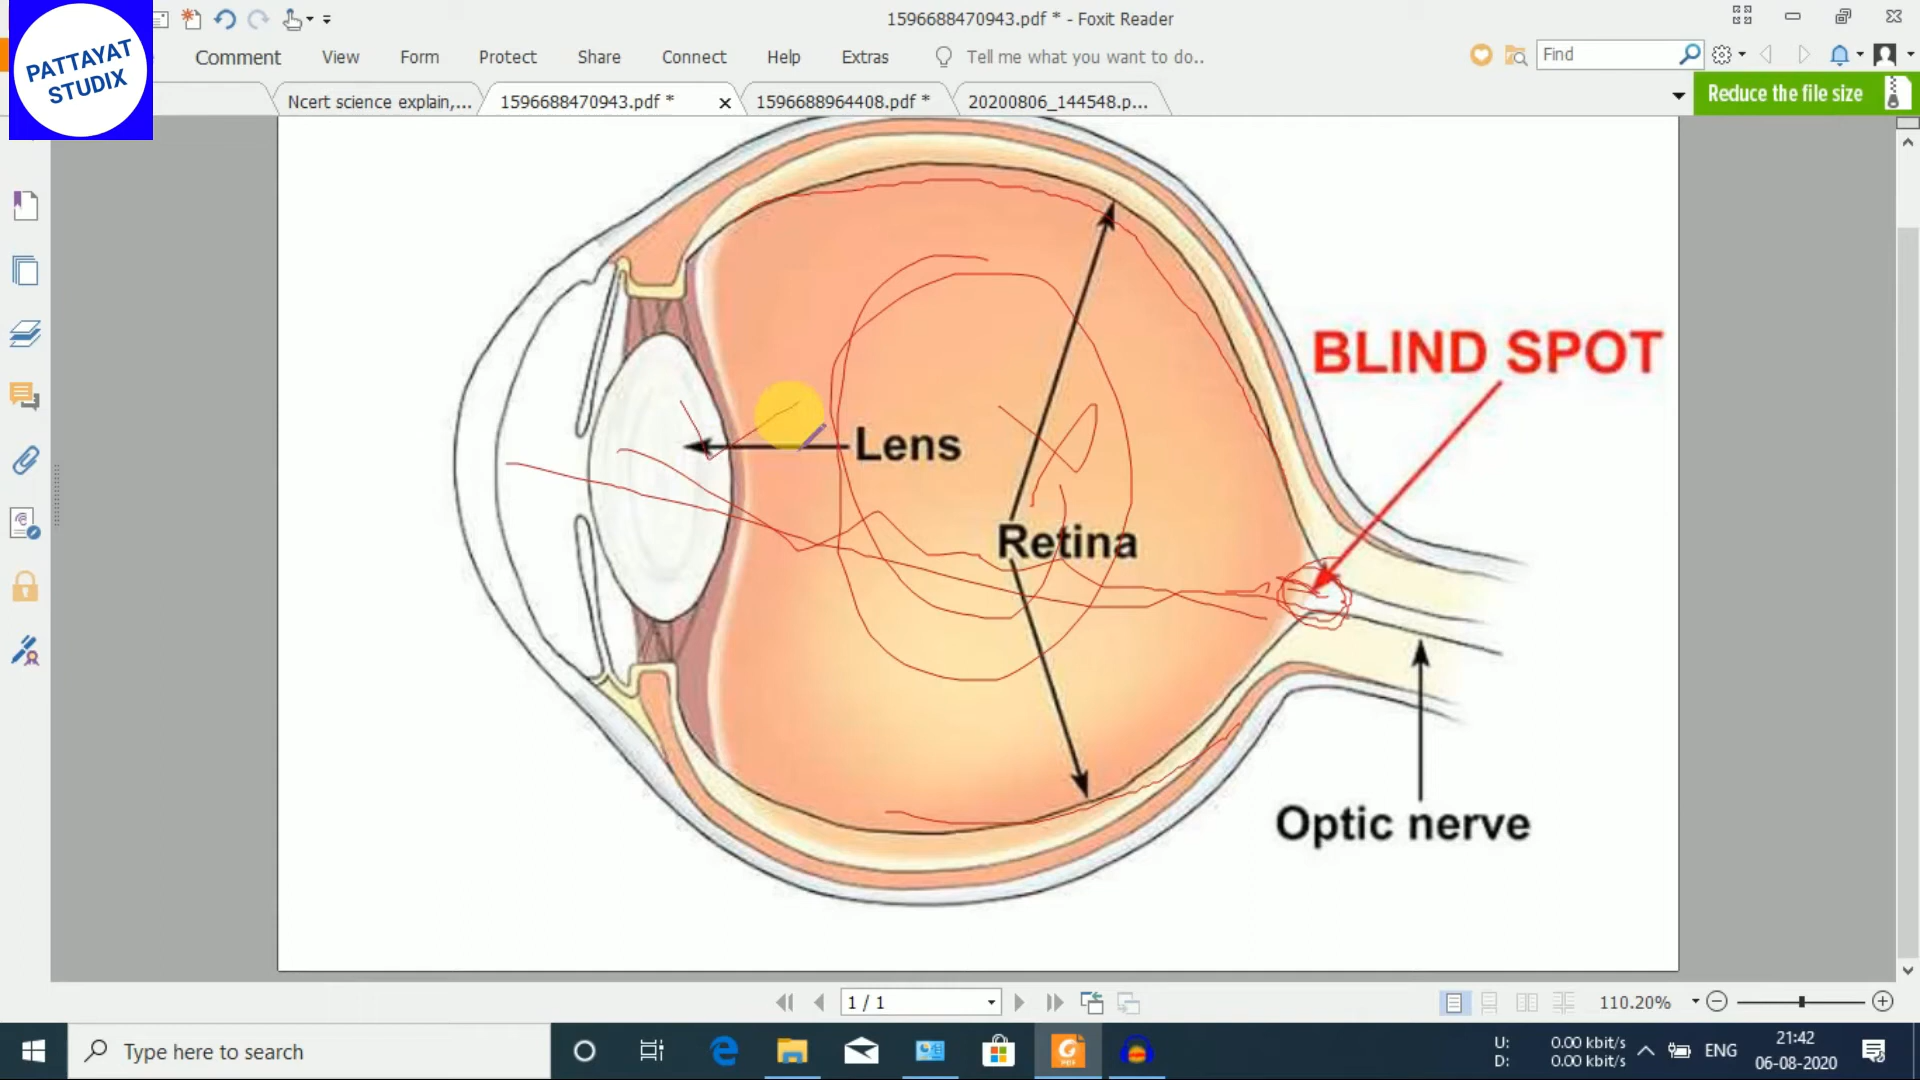 1596688470943.pdf * - Foxit Reader
PATTAYAT
STUDIX
Comment View Form Protect Share Connect Help Extras Tell me what you want to do.. Find
Ncert science explain,... 1596688470943.pdf * 1596688964408.pdf * 20200806_144548.p... Reduce the file size
BLIND SPOT
Lens
Retina
Optic nerve
1 / 1 110.20%
Type here to search
U: 0.00 kbit/s
D: 0.00 kbit/s
ENG
21:42
06-08-2020